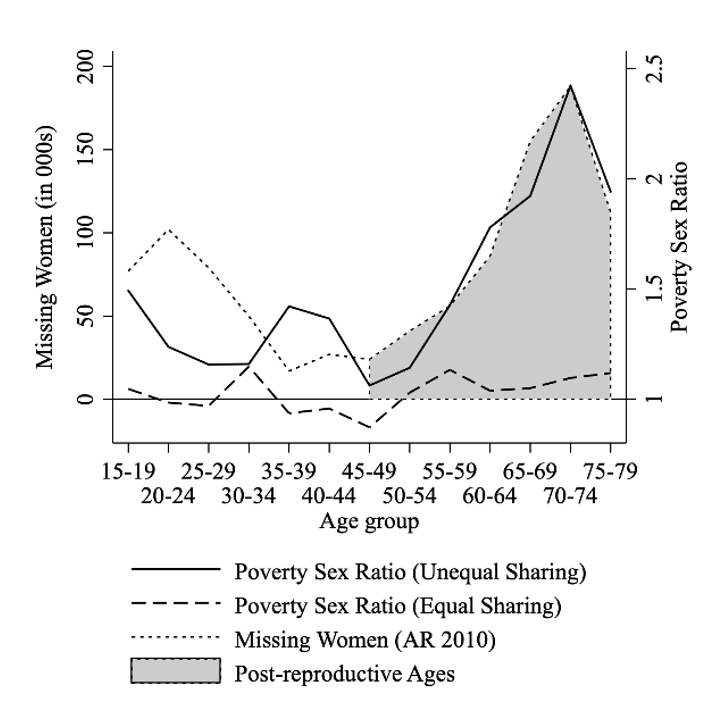 Missing Women (in 000s)
200
150
100
50
0
2.5
2
1.5
1
Poverty Sex Ratio
15-19 25-29 35-39 45-49 55-59 65-69 75-79
20-24 30-34 40-44 50-54 60-64 70-74
Age group
Poverty Sex Ratio (Unequal Sharing)
Poverty Sex Ratio (Equal Sharing)
Missing Women (AR 2010)
Post-reproductive Ages